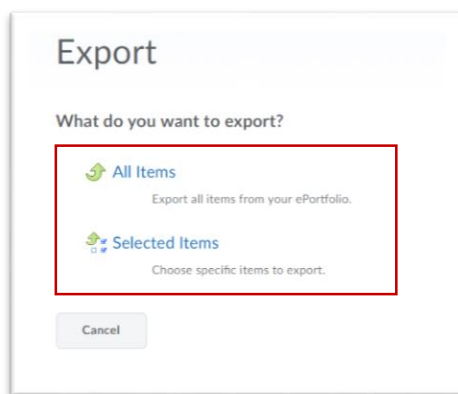 Export
What do you want to export?
All Items
Export all items from your ePortfolio.
Selected Items
Choose specific items to export.
Cancel